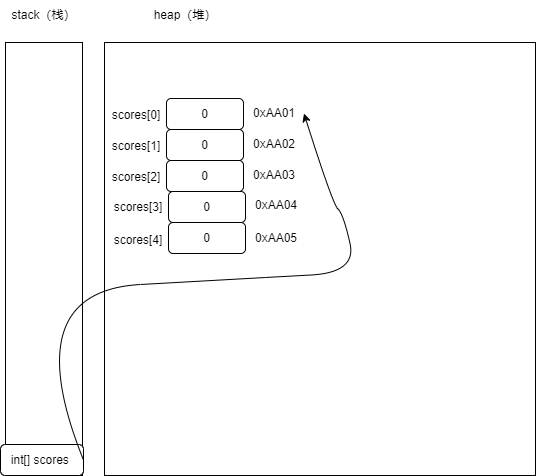 stack（栈） heap（堆）
scores[0] 0 0xAA01
scores[1] 0 0xAA02
scores[2] 0 0xAA03
scores[3] 0 0xAA04
scores[4] 0 0xAA05
int[] scores